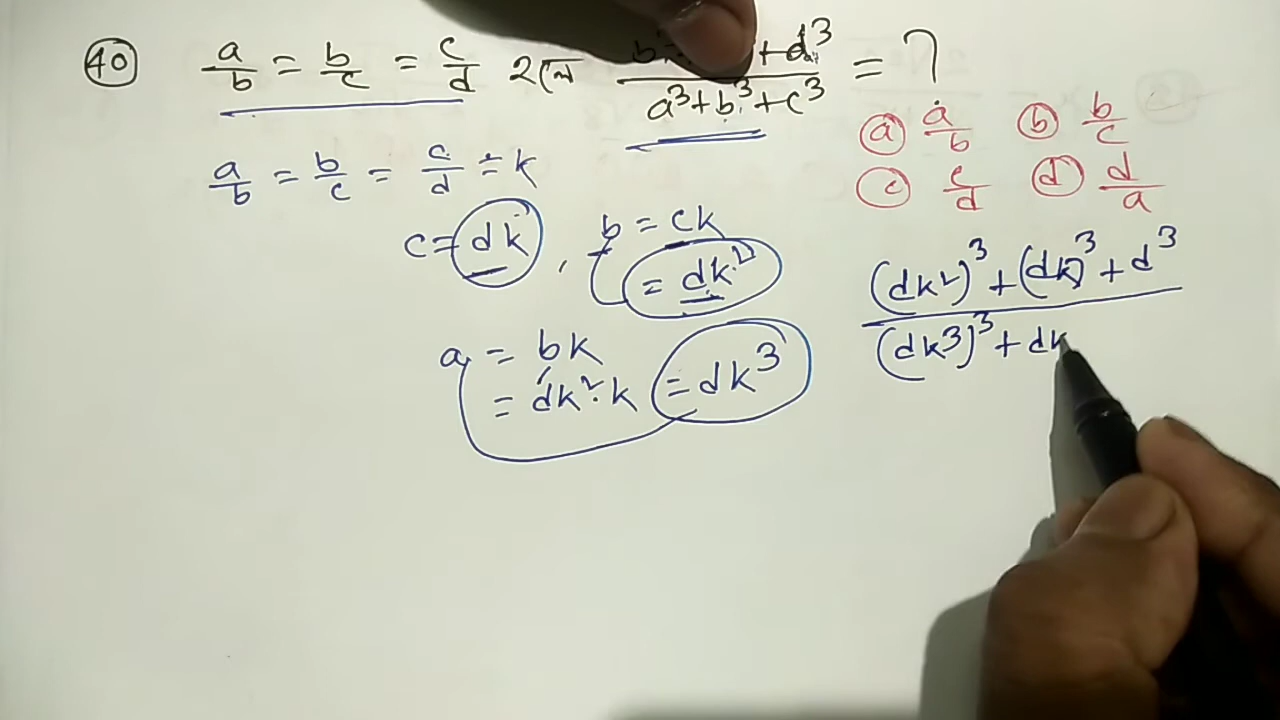 40 a/b = b/c = c/d হলে b³ + d³ / a³+b³+c³ = ?
a/b = b/c = c/d = k
ⓐ a/b ⓑ b/c
ⓒ c/d ⓓ d/a
c = dk , b = ck
= dk²
a = bk
= dk²·k = dk³
(dk²)³ + (dk)³ + d³ / (dk³)³ + dk